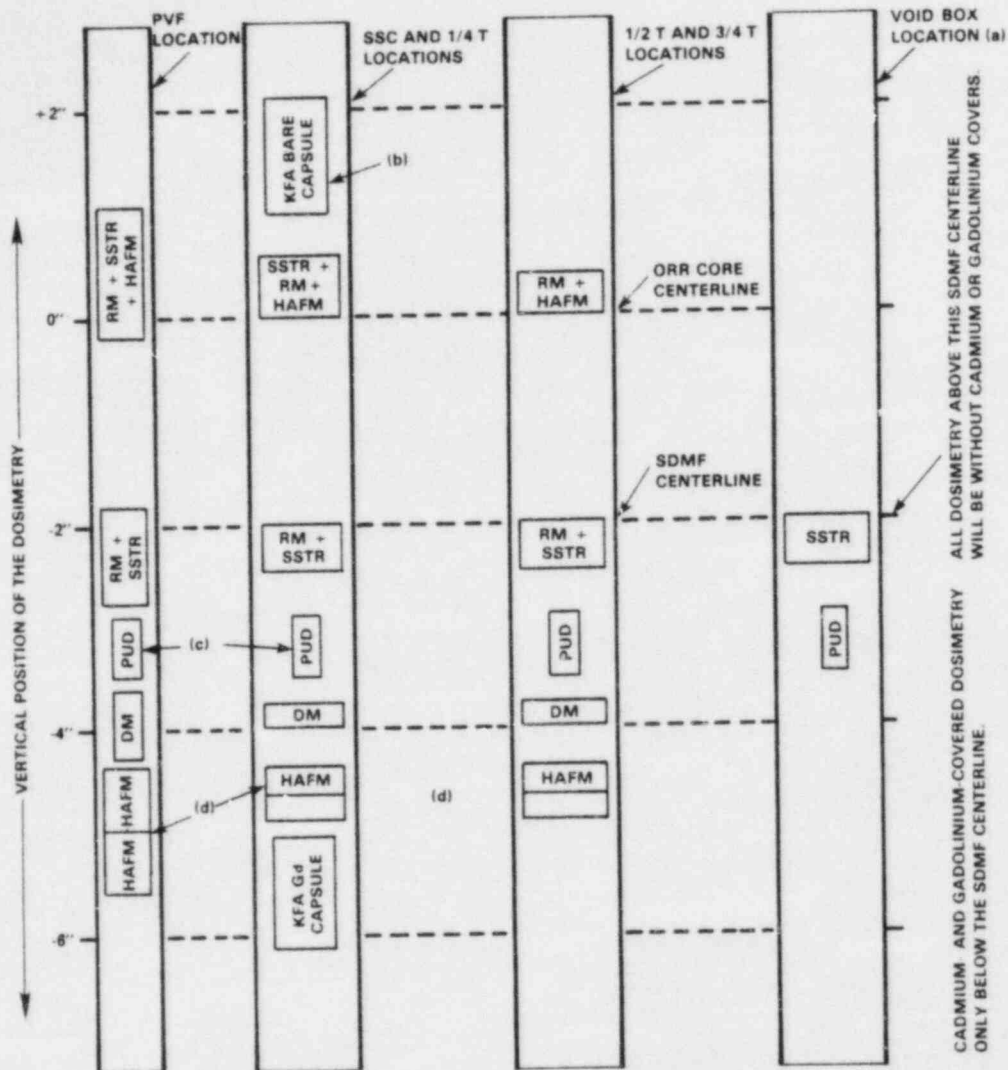 PVF
LOCATION
SSC AND 1/4 T
LOCATIONS
1/2 T AND 3/4 T
LOCATIONS
VOID BOX
LOCATION (a)
+2"
0"
-2"
-4"
-6"
VERTICAL POSITION OF THE DOSIMETRY
RM + SSTR
+ HAFM
RM +
SSTR
PUD
DM
HAFM
HAFM
KFA BARE
CAPSULE
(b)
SSTR +
RM +
HAFM
RM +
SSTR
(c)
PUD
DM
(d)
HAFM
KFA Gd
CAPSULE
RM +
HAFM
ORR CORE
CENTERLINE
SDMF
CENTERLINE
RM +
SSTR
PUD
DM
(d)
HAFM
SSTR
PUD
ALL DOSIMETRY ABOVE THIS SDMF CENTERLINE
WILL BE WITHOUT CADMIUM OR GADOLINIUM COVERS.
CADMIUM- AND GADOLINIUM-COVERED DOSIMETRY
ONLY BELOW THE SDMF CENTERLINE.